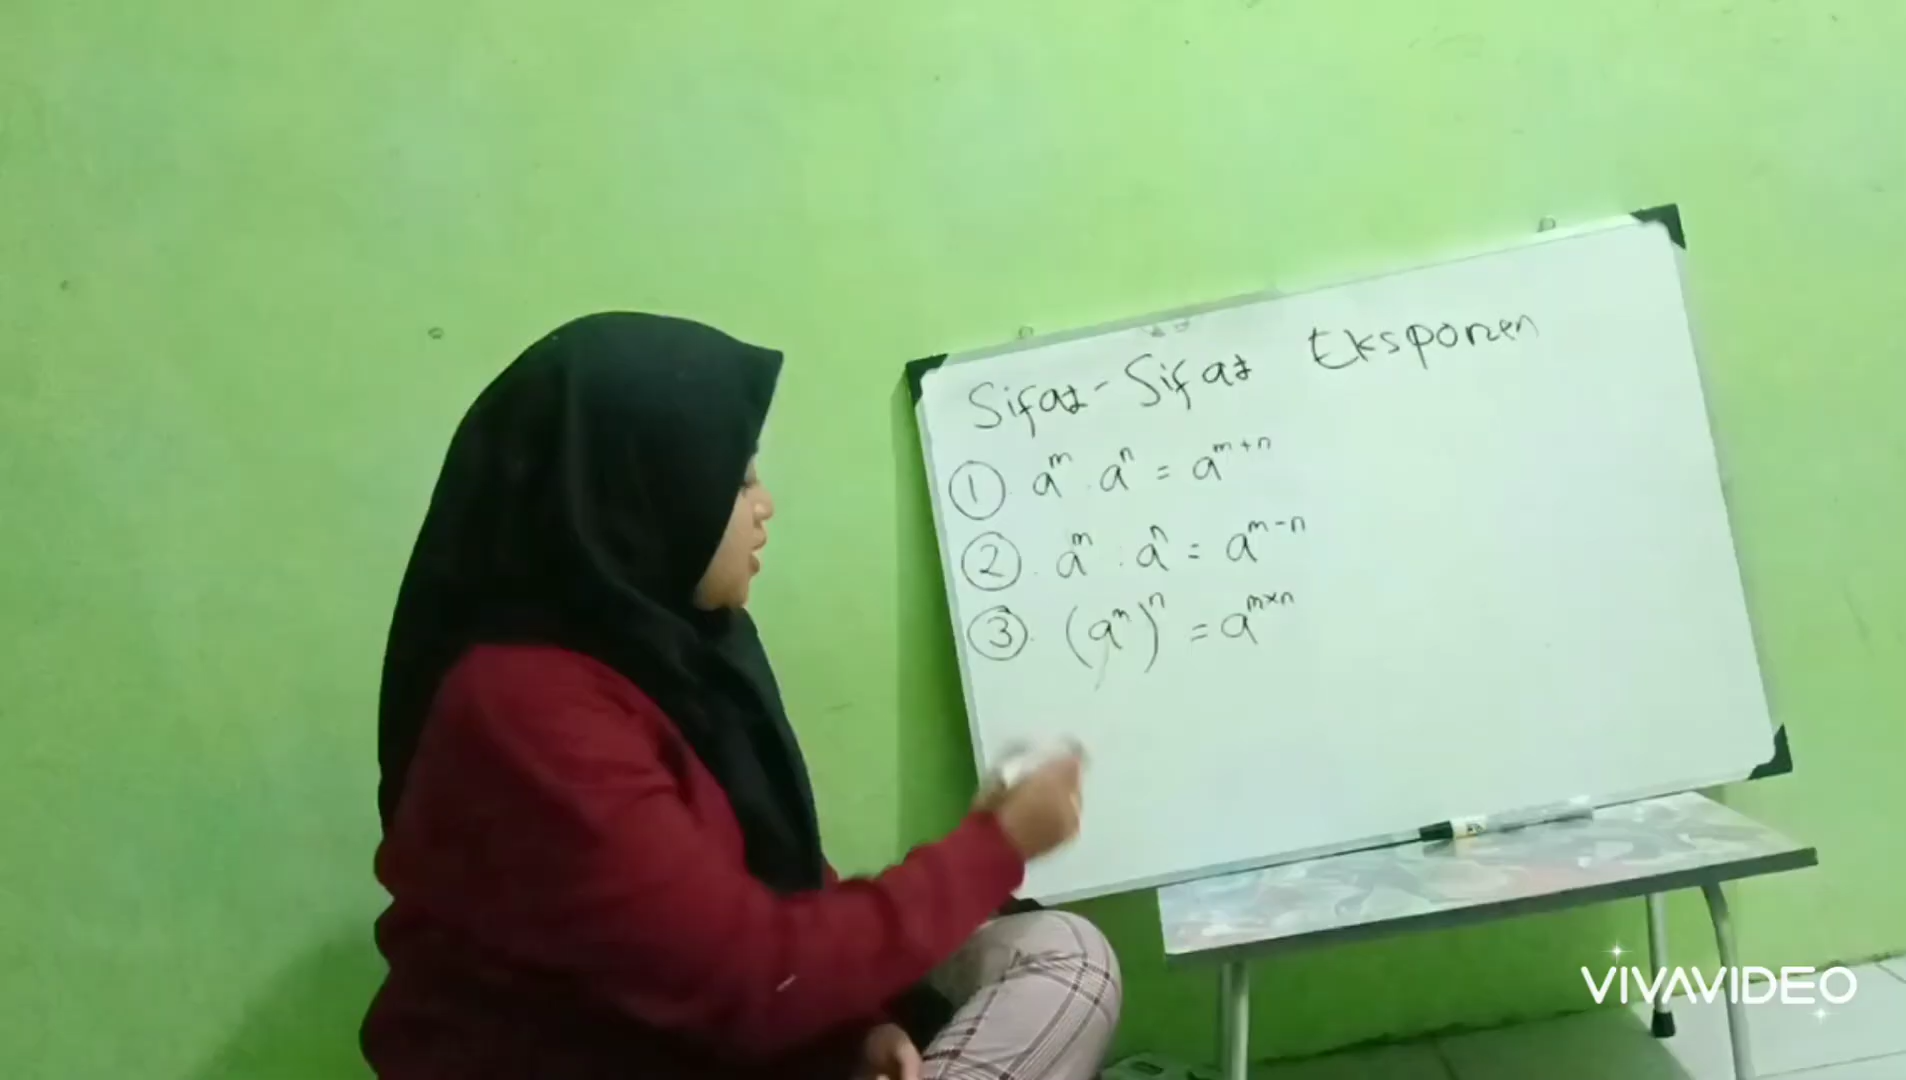 Sifat-Sifat Eksponen
① . a^m . a^n = a^{m+n}
② . a^m : a^n = a^{m-n}
③ . (a^m)^n = a^{m×n}
VIVAVIDEO